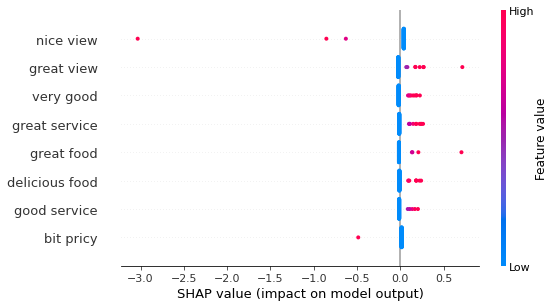 High
nice view
great view
very good
great service
great food
delicious food
good service
bit pricy
Feature value
Low
−3.0 −2.5 −2.0 −1.5 −1.0 −0.5 0.0 0.5
SHAP value (impact on model output)